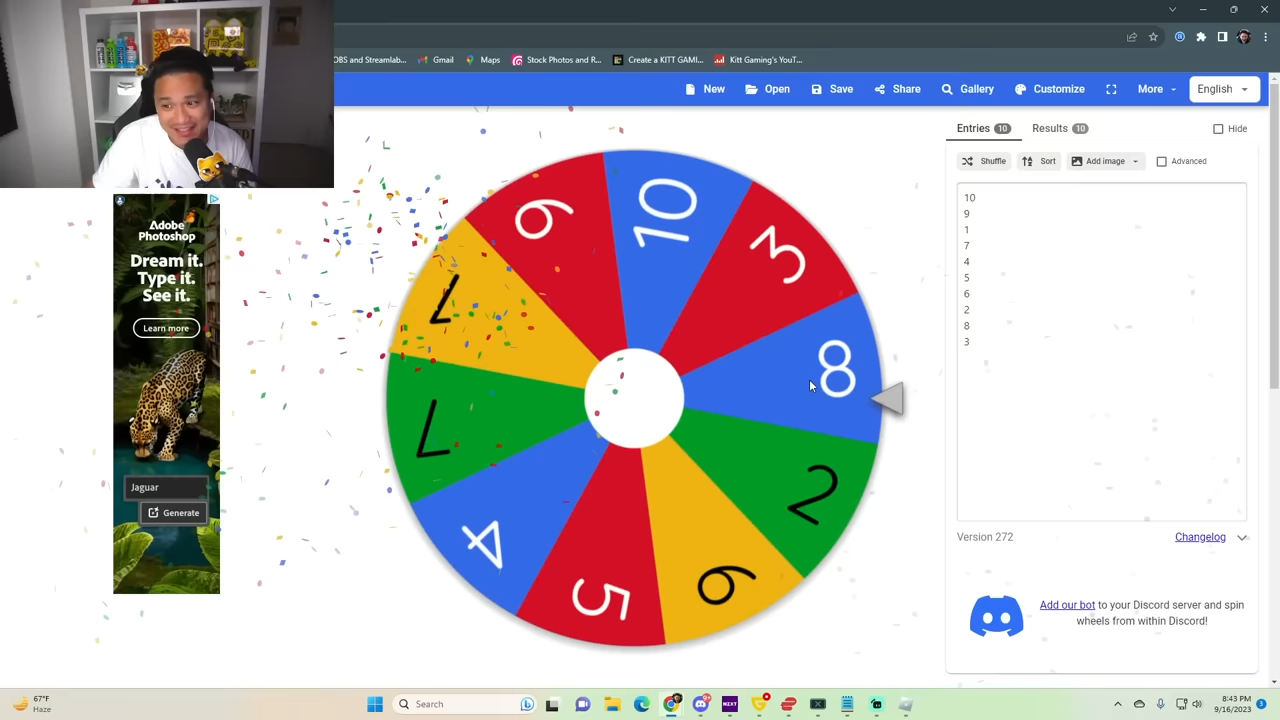 OBS and Streamlab...
Gmail
Maps
Stock Photos and R...
Create a KITT GAMI...
Kitt Gaming's YouT...
New
Open
Save
Share
Gallery
Customize
More
English
Entries 10
Results 10
Hide
Shuffle
Sort
Add image
Advanced
10
9
1
7
4
5
6
2
8
3
Version 272
Changelog
Add our bot to your Discord server and spin
wheels from within Discord!
Adobe
Photoshop
Dream it.
Type it.
See it.
Learn more
Jaguar
Generate
10
3
8
2
6
5
4
7
1
9
67°F
Haze
Search
NZXT
8:43 PM
9/16/2023